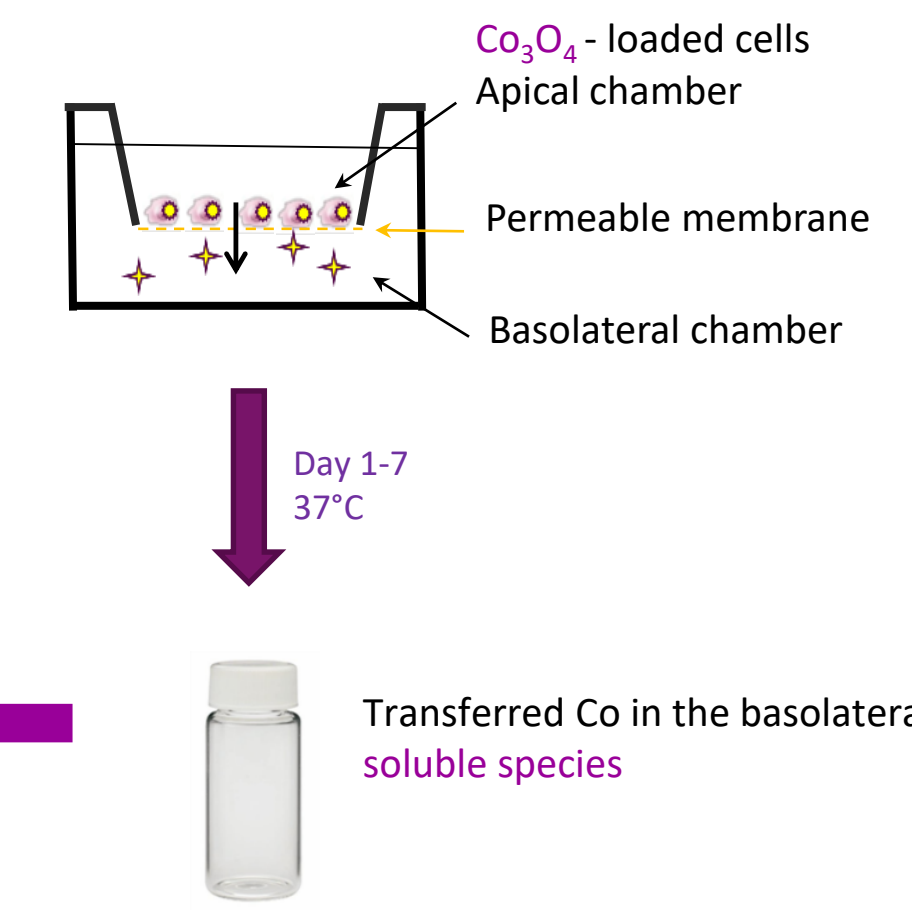 Co₃O₄ - loaded cells
Apical chamber
Permeable membrane
Basolateral chamber
Day 1-7
37°C
Transferred Co in the
soluble species